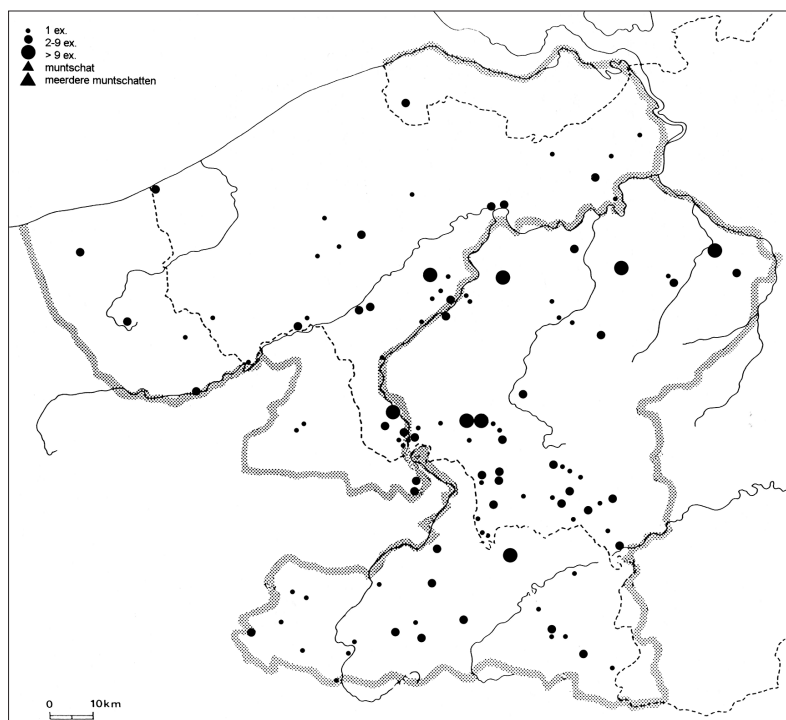 1 ex.
2-9 ex.
> 9 ex.
muntschat
meerdere muntschatten
0 10km